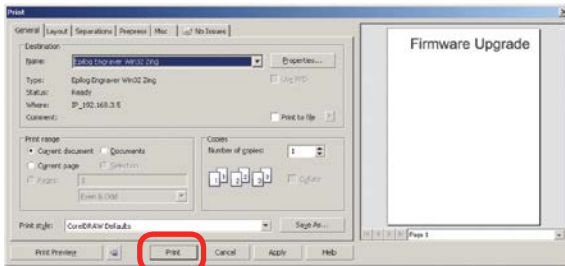 Print
General Layout Separations Prepress Misc No Issues
Destination
Name: Epilog Engraver Win32 Zing Properties...
Type: Epilog Engraver Win32 Zing Use PPD
Status: Ready
Where: IP_192.168.3.5
Comment: Print to file
Print range
Current document Documents
Current page Selection
Pages: 1
Even & Odd
Copies
Number of copies: 1
Collate
Print style: CorelDRAW Defaults Save As...
Print Preview Print Cancel Apply Help
Firmware Upgrade
Page 1